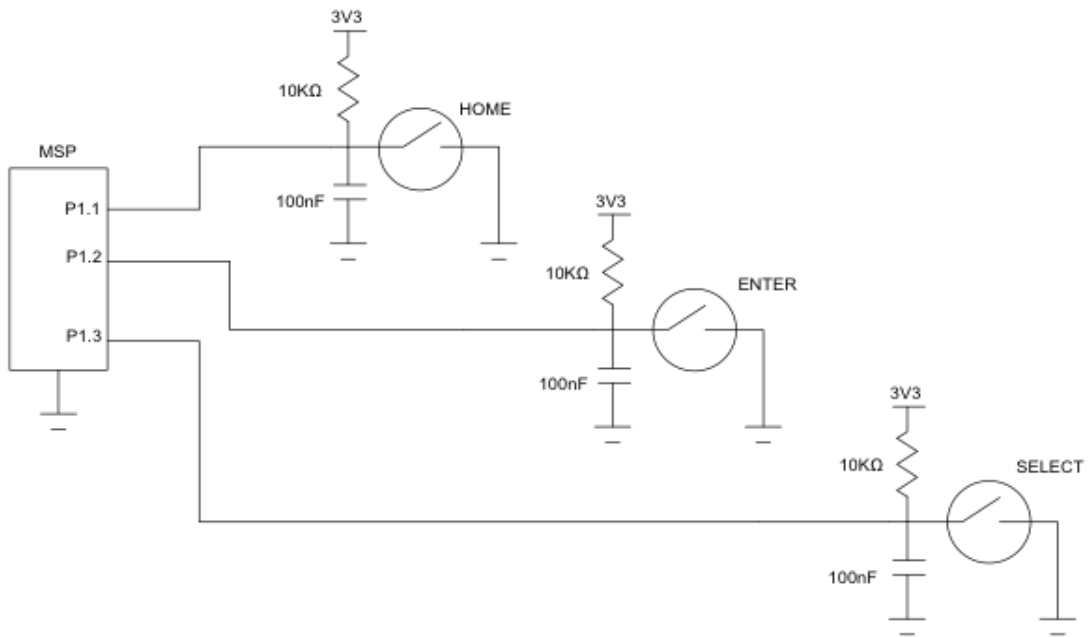 3V3
10KΩ
HOME
MSP
100nF
P1.1
3V3
P1.2
10KΩ
ENTER
P1.3
100nF
3V3
10KΩ
SELECT
100nF